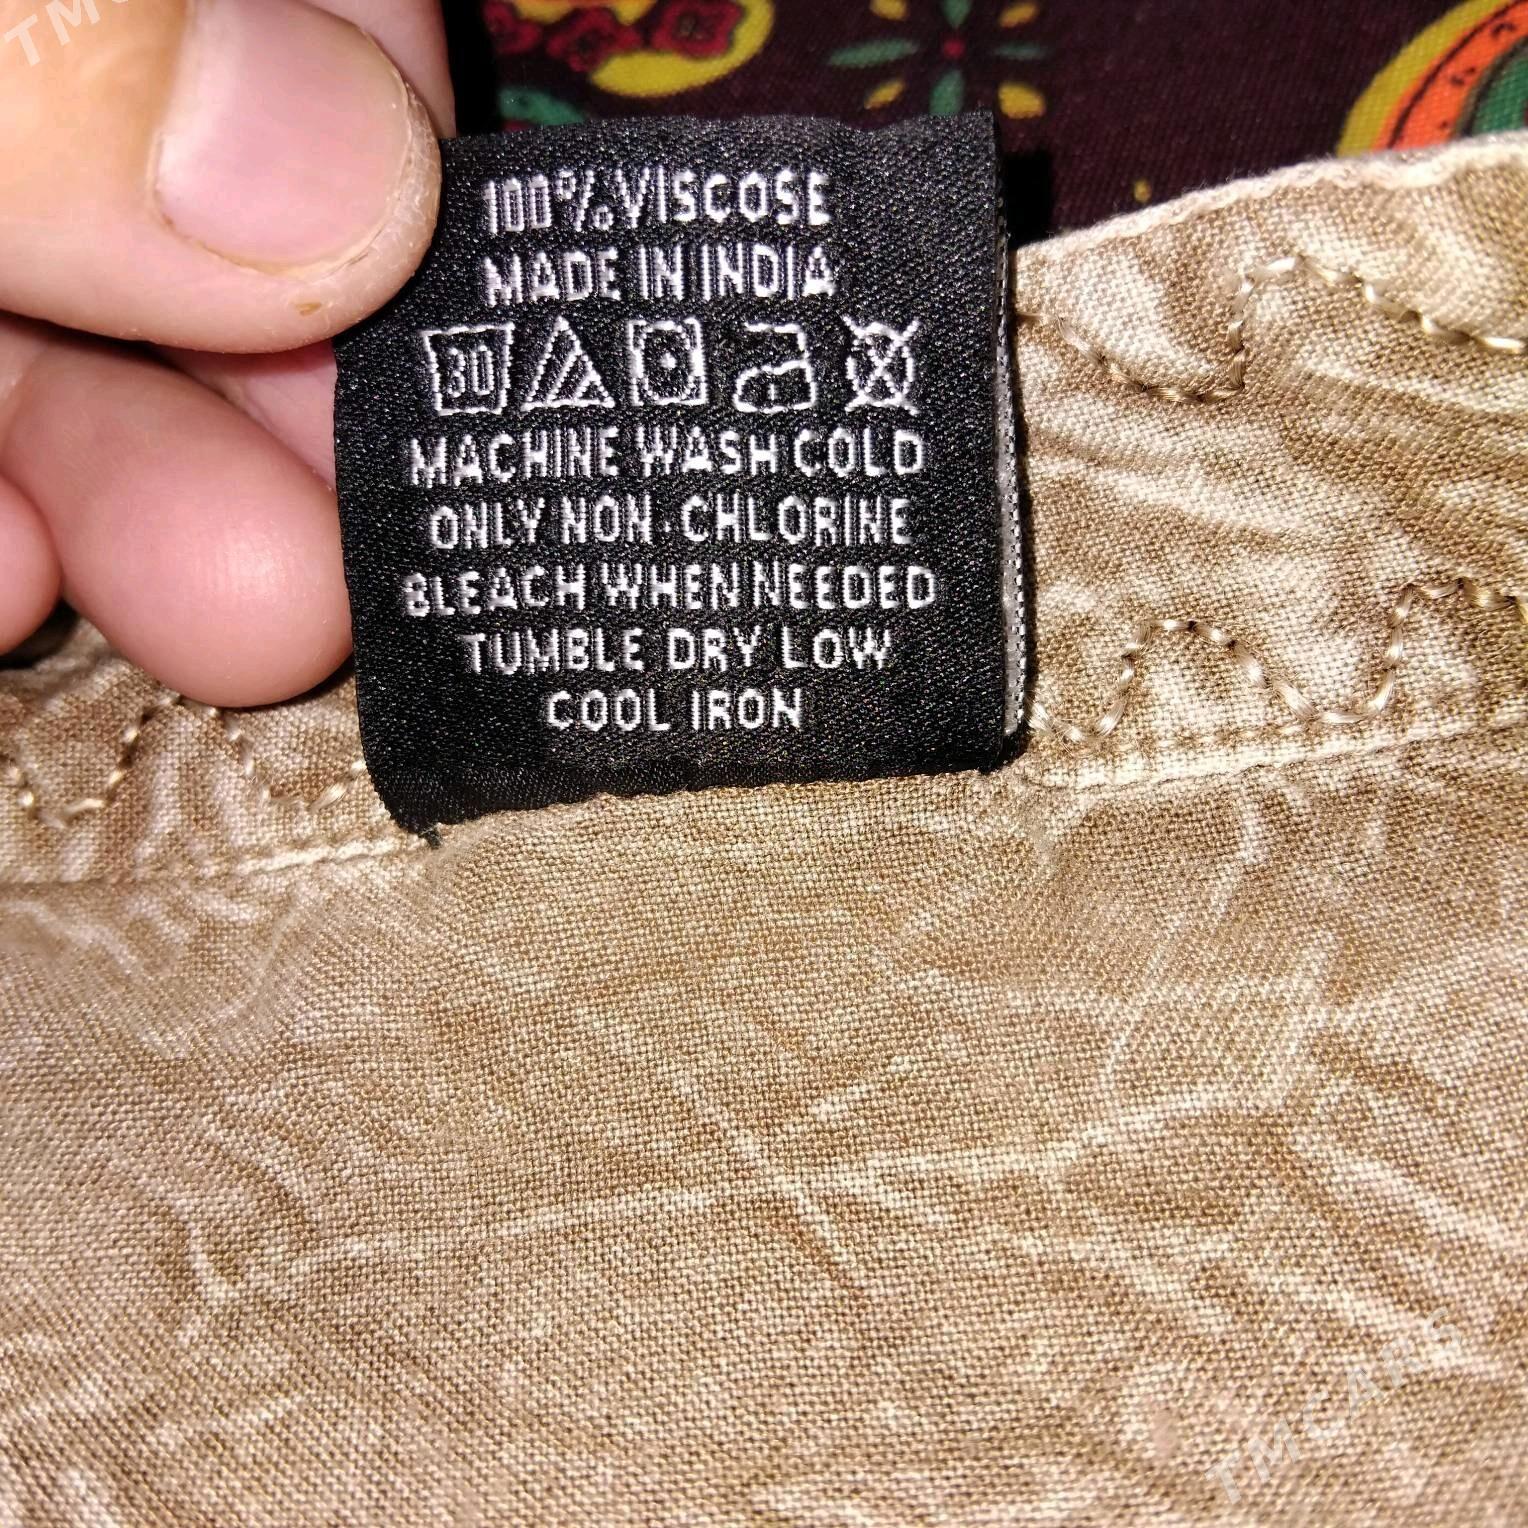 100% VISCOSE
MADE IN INDIA
30
MACHINE WASH COLD
ONLY NON-CHLORINE
BLEACH WHEN NEEDED
TUMBLE DRY LOW
COOL IRON
TMCARS